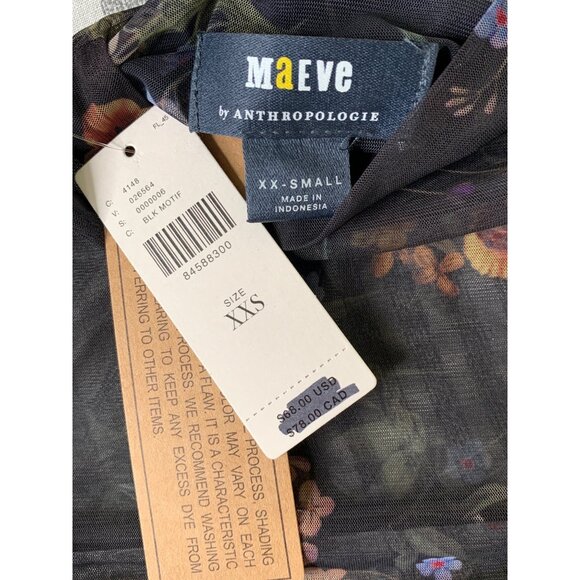 MaEVe
by ANTHROPOLOGIE
XX-SMALL
MADE IN
INDONESIA
FL_45
C: 4148
V: 026564
S: 0000006
C: BLK MOTIF
84588300
SIZE
XXS
$68.00 USD
$78.00 CAD
PROCESS. SHADING
MAY VARY ON EACH
A FLAW. IT IS A CHARACTERISTIC
PROCESS. WE RECOMMEND WASHING
TO KEEP ANY EXCESS DYE FROM
TO OTHER ITEMS.